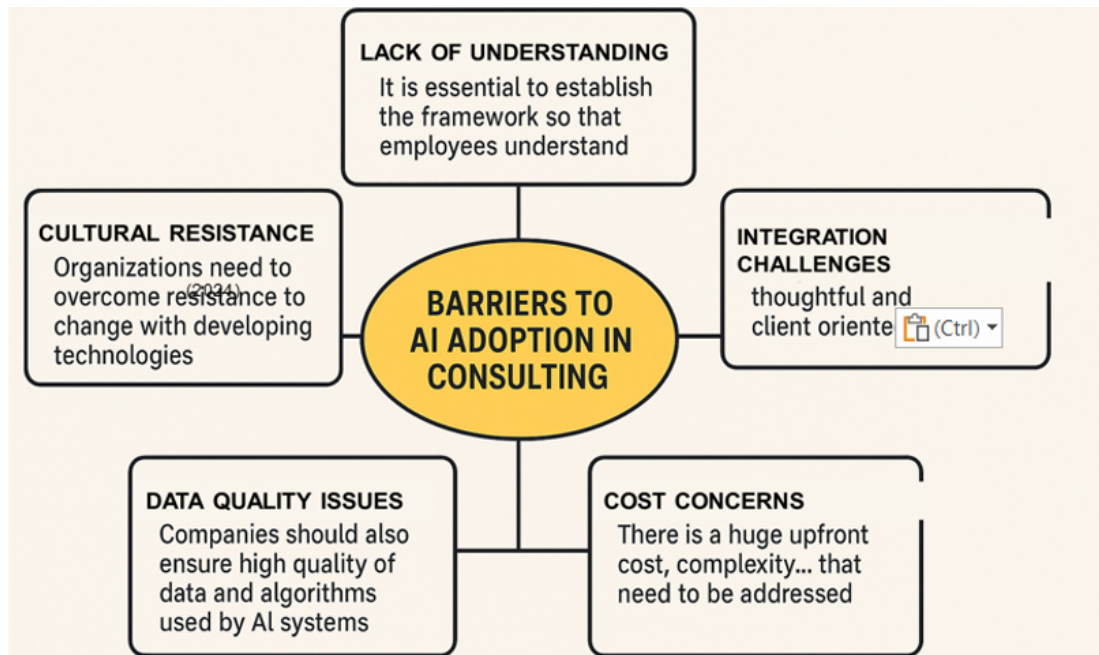 LACK OF UNDERSTANDING
It is essential to establish
the framework so that
employees understand
CULTURAL RESISTANCE
Organizations need to
(2024)
overcome resistance to
change with developing
technologies
INTEGRATION
CHALLENGES
thoughtful and
client oriente
(Ctrl)
BARRIERS TO
AI ADOPTION IN
CONSULTING
DATA QUALITY ISSUES
Companies should also
ensure high quality of
data and algorithms
used by AI systems
COST CONCERNS
There is a huge upfront
cost, complexity... that
need to be addressed